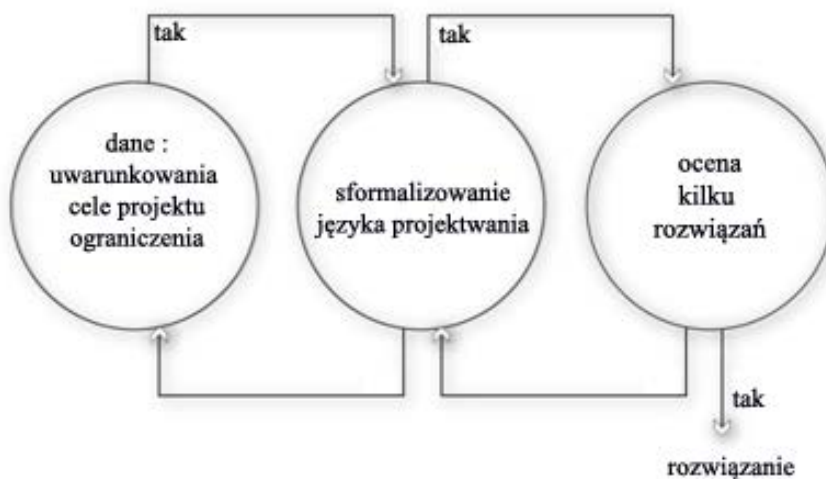 tak
tak
dane :
uwarunkowania
cele projektu
ograniczenia
sformalizowanie
języka projektwania
ocena
kilku
rozwiązań
tak
rozwiązanie